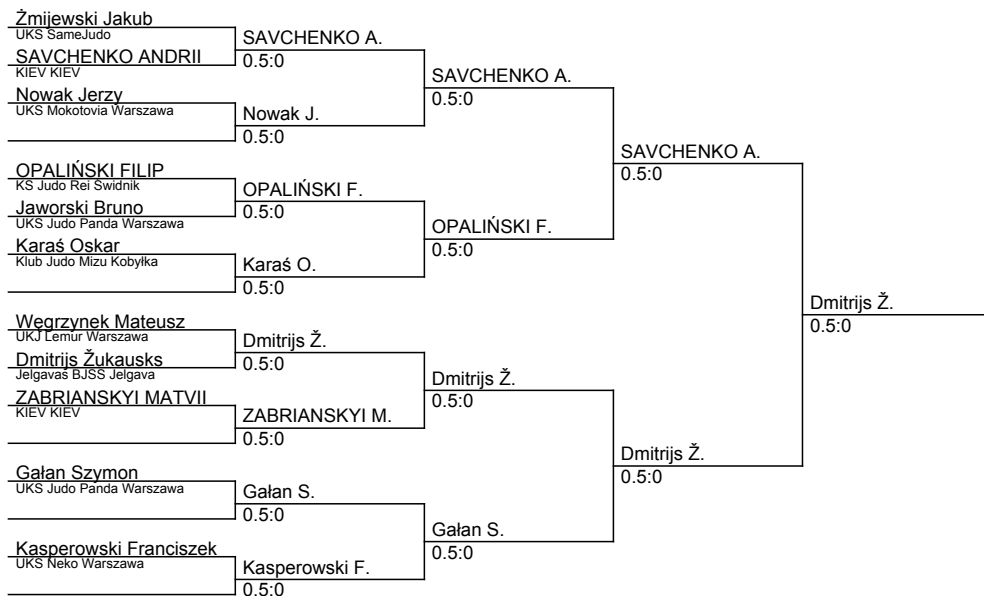 Żmijewski Jakub
UKS SameJudo
SAVCHENKO ANDRII
KIEV KIEV
Nowak Jerzy
UKS Mokotovia Warszawa
OPALIŃSKI FILIP
KS Judo Rei Świdnik
Jaworski Bruno
UKS Judo Panda Warszawa
Karaś Oskar
Klub Judo Mizu Kobyłka
Węgrzynek Mateusz
UKJ Lemur Warszawa
Dmitrijs Žukausks
Jelgavas BJSS Jelgava
ZABRIANSKYI MATVII
KIEV KIEV
Gałan Szymon
UKS Judo Panda Warszawa
Kasperowski Franciszek
UKS Neko Warszawa
SAVCHENKO A.
0.5:0
Nowak J.
0.5:0
OPALIŃSKI F.
0.5:0
Karaś O.
0.5:0
Dmitrijs Ž.
0.5:0
ZABRIANSKYI M.
0.5:0
Gałan S.
0.5:0
Kasperowski F.
0.5:0
SAVCHENKO A.
0.5:0
OPALIŃSKI F.
0.5:0
Dmitrijs Ž.
0.5:0
Gałan S.
0.5:0
SAVCHENKO A.
0.5:0
Dmitrijs Ž.
0.5:0
Dmitrijs Ž.
0.5:0